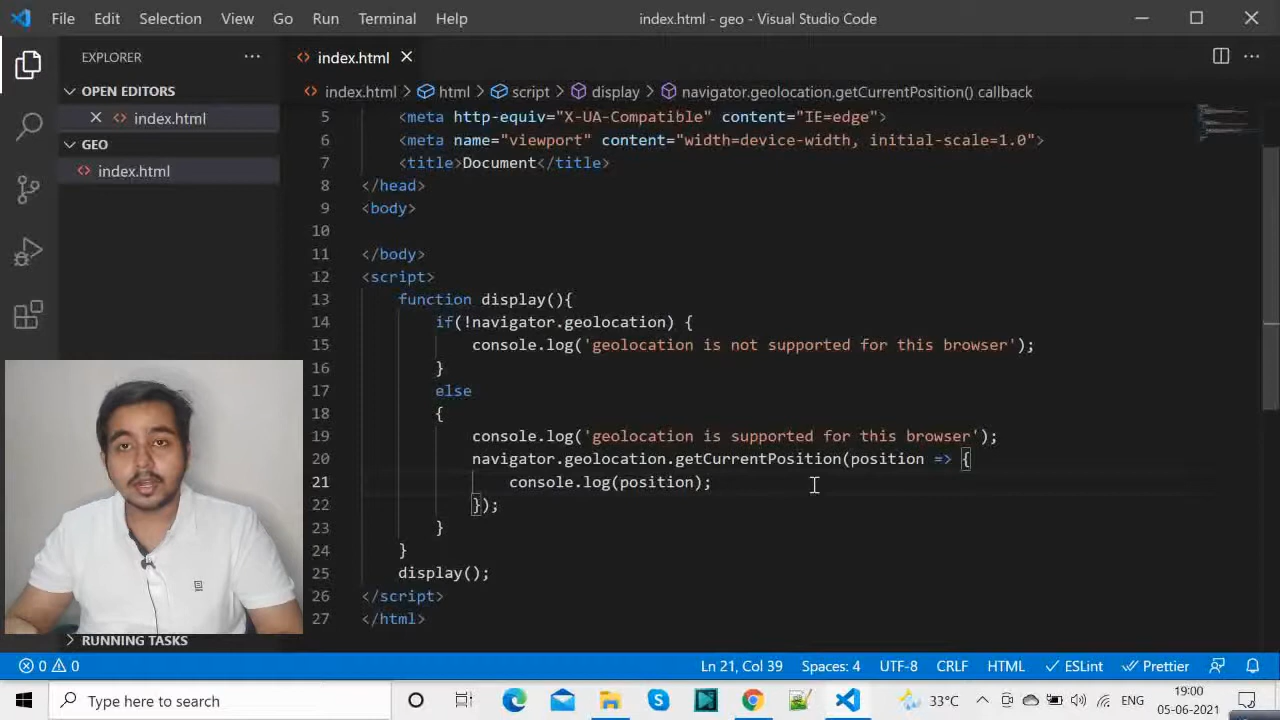 File Edit Selection View Go Run Terminal Help
index.html - geo - Visual Studio Code
EXPLORER
OPEN EDITORS
index.html
GEO
index.html
RUNNING TASKS
index.html
index.html html script display navigator.geolocation.getCurrentPosition() callback
5 <meta http-equiv="X-UA-Compatible" content="IE=edge">
6 <meta name="viewport" content="width=device-width, initial-scale=1.0">
7 <title>Document</title>
8 </head>
9 <body>
10
11 </body>
12 <script>
13 function display(){
14 if(!navigator.geolocation) {
15 console.log('geolocation is not supported for this browser');
16 }
17 else
18 {
19 console.log('geolocation is supported for this browser');
20 navigator.geolocation.getCurrentPosition(position => {
21 console.log(position);
22 });
23 }
24 }
25 display();
26 </script>
27 </html>
0 0
Ln 21, Col 39 Spaces: 4 UTF-8 CRLF HTML ESLint Prettier
Type here to search
33°C
ENG
19:00
05-06-2021